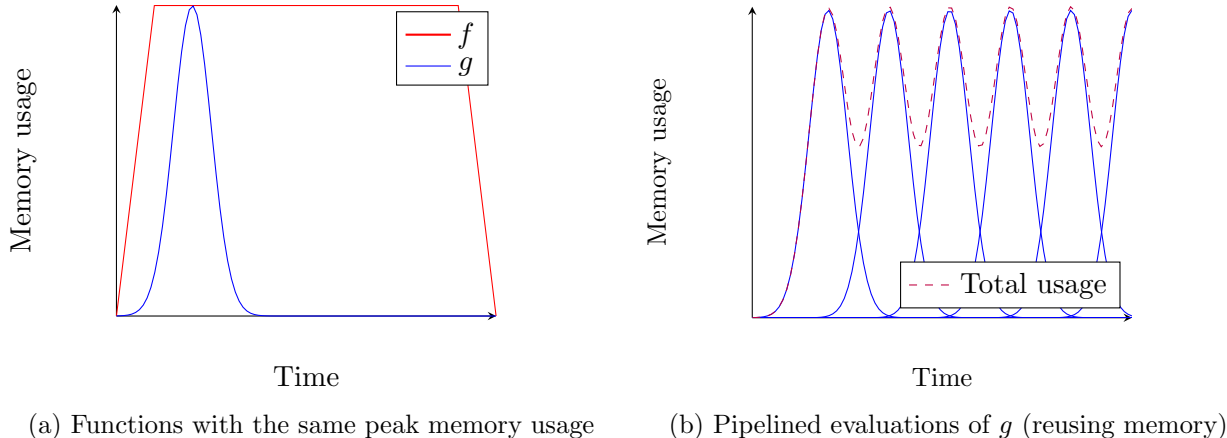 Memory usage
f
g
Time
(a) Functions with the same peak memory usage
Memory usage
Total usage
Time
(b) Pipelined evaluations of g (reusing memory)